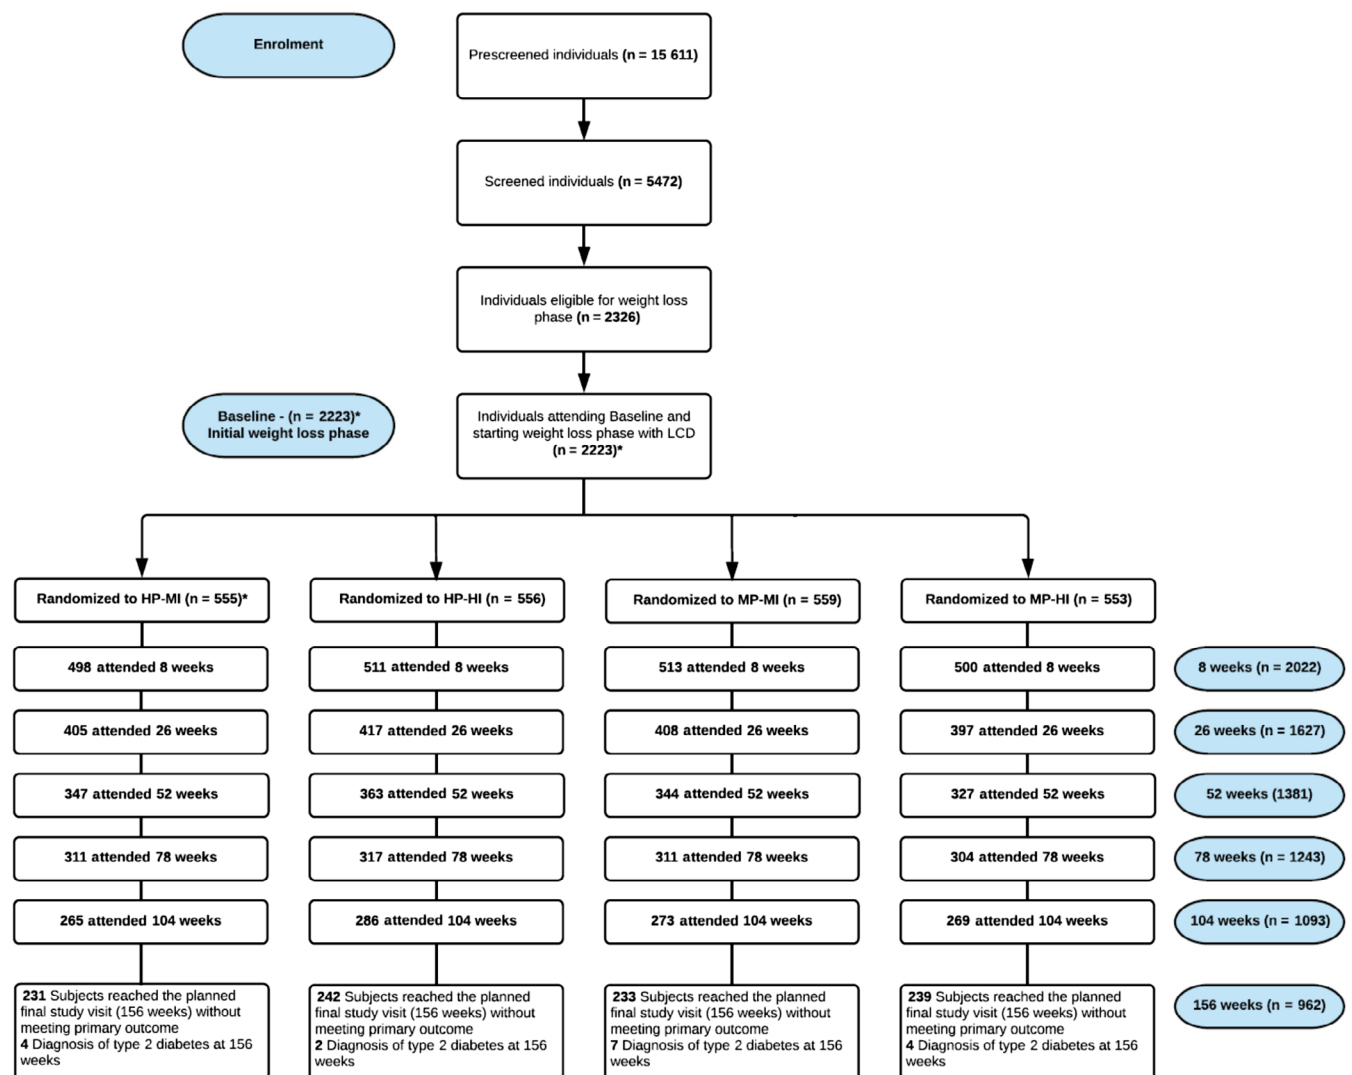 Enrolment
Prescreened individuals (n = 15 611)
Screened individuals (n = 5472)
Individuals eligible for weight loss
phase (n = 2326)
Baseline - (n = 2223)*
Initial weight loss phase
Individuals attending Baseline and
starting weight loss phase with LCD
(n = 2223)*
Randomized to HP-MI (n = 555)*
Randomized to HP-HI (n = 556)
Randomized to MP-MI (n = 559)
Randomized to MP-HI (n = 553)
498 attended 8 weeks
511 attended 8 weeks
513 attended 8 weeks
500 attended 8 weeks
8 weeks (n = 2022)
405 attended 26 weeks
417 attended 26 weeks
408 attended 26 weeks
397 attended 26 weeks
26 weeks (n = 1627)
347 attended 52 weeks
363 attended 52 weeks
344 attended 52 weeks
327 attended 52 weeks
52 weeks (1381)
311 attended 78 weeks
317 attended 78 weeks
311 attended 78 weeks
304 attended 78 weeks
78 weeks (n = 1243)
265 attended 104 weeks
286 attended 104 weeks
273 attended 104 weeks
269 attended 104 weeks
104 weeks (n = 1093)
231 Subjects reached the planned
final study visit (156 weeks) without
meeting primary outcome
4 Diagnosis of type 2 diabetes at 156
weeks
242 Subjects reached the planned
final study visit (156 weeks) without
meeting primary outcome
2 Diagnosis of type 2 diabetes at 156
weeks
233 Subjects reached the planned
final study visit (156 weeks) without
meeting primary outcome
7 Diagnosis of type 2 diabetes at 156
weeks
239 Subjects reached the planned
final study visit (156 weeks) without
meeting primary outcome
4 Diagnosis of type 2 diabetes at 156
weeks
156 weeks (n = 962)